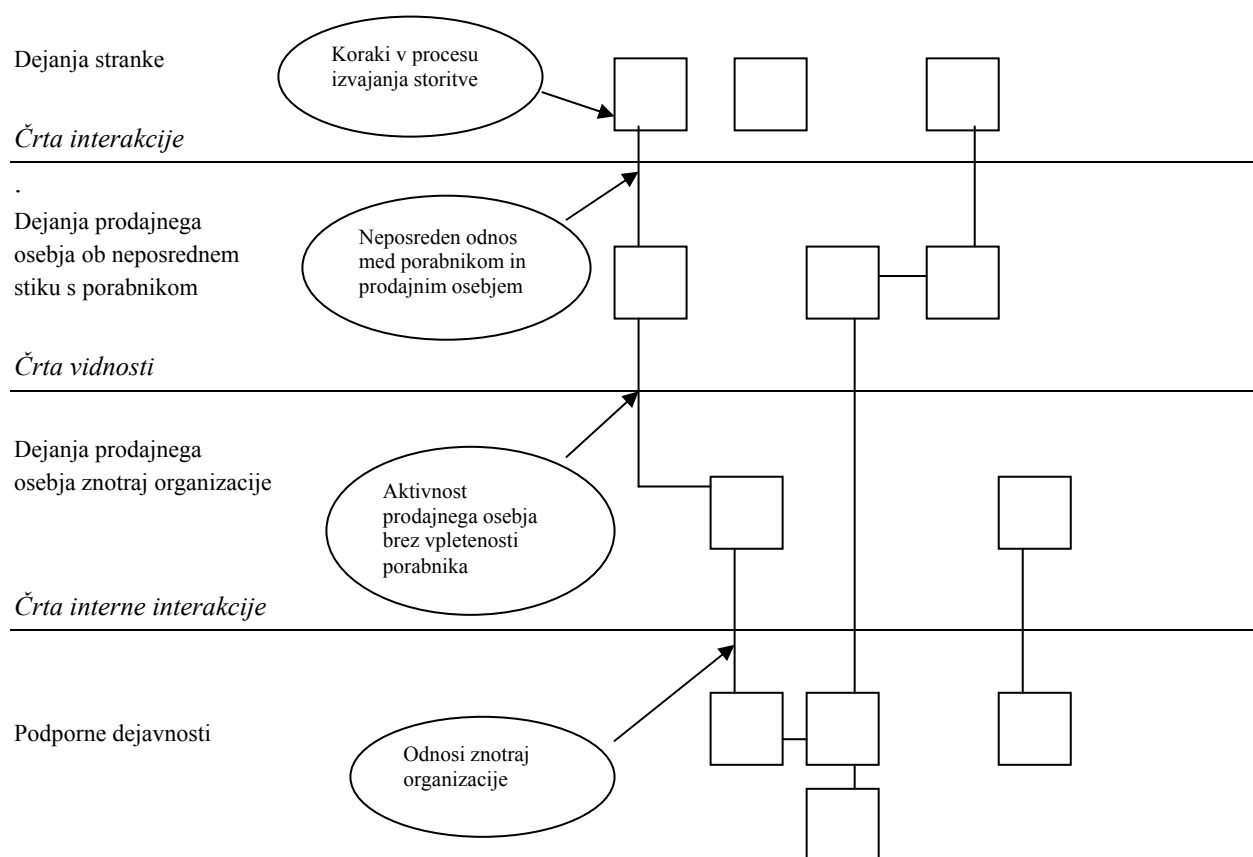 Dejanja stranke
Koraki v procesu
izvajanja storitve
Črta interakcije
.
Dejanja prodajnega
osebja ob neposrednem
stiku s porabnikom
Neposreden odnos
med porabnikom in
prodajnim osebjem
Črta vidnosti
Dejanja prodajnega
osebja znotraj organizacije
Aktivnost
prodajnega osebja
brez vpletenosti
porabnika
Črta interne interakcije
Podporne dejavnosti
Odnosi znotraj
organizacije